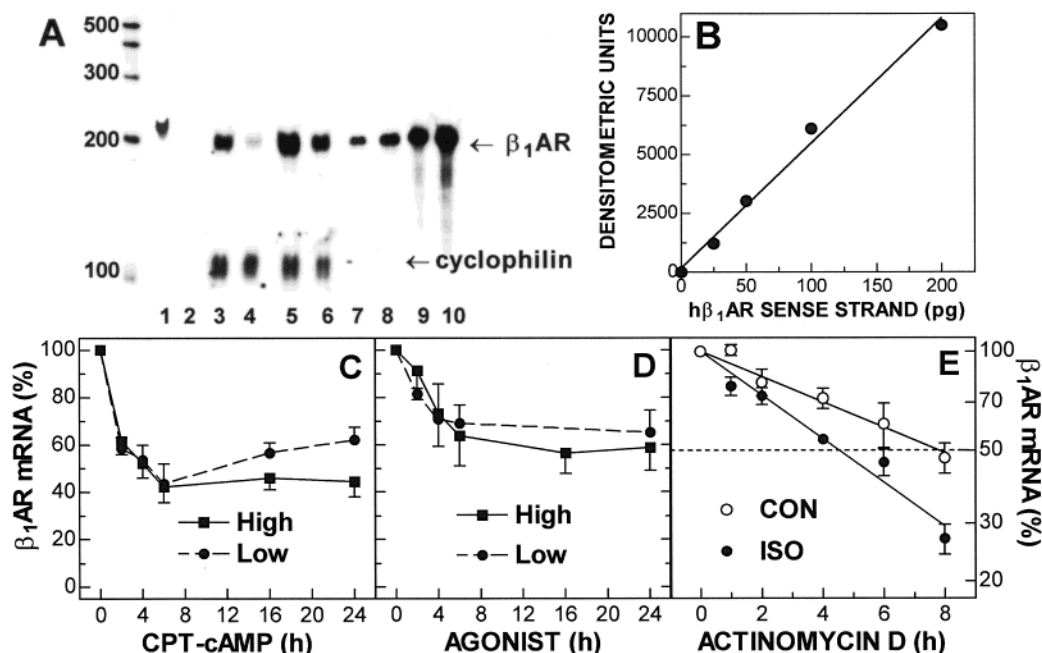 A
500
300
200
100
← β₁AR
← cyclophilin
1 2 3 4 5 6 7 8 9 10
B
DENSITOMETRIC UNITS
10000
7500
5000
2500
0
0 50 100 150 200
hβ₁AR SENSE STRAND (pg)
C
β₁AR mRNA (%)
100
80
60
40
20
0
High
Low
0 4 8 12 16 20 24
CPT-cAMP (h)
D
High
Low
0 4 8 12 16 20 24
AGONIST (h)
E
CON
ISO
100
70
50
30
20
β₁AR mRNA (%)
0 2 4 6 8
ACTINOMYCIN D (h)